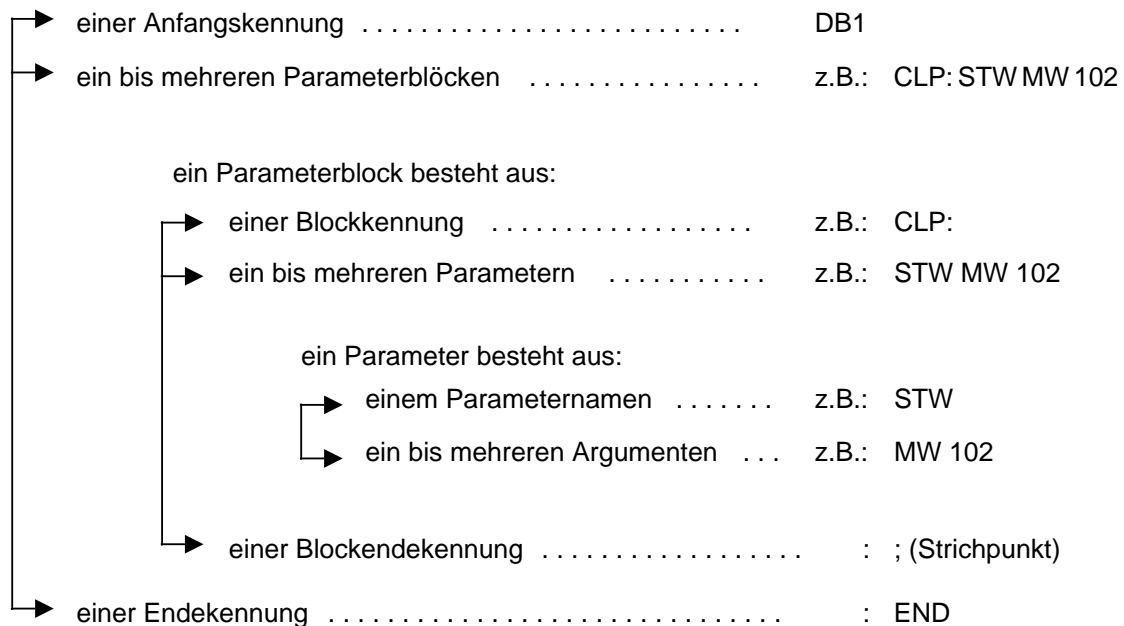 einer Anfangskennung . . . . . . . . . . . . . . . . . . . . . . . . . . DB1
ein bis mehreren Parameterblöcken . . . . . . . . . . . . . . . . z.B.: CLP: STW MW 102
ein Parameterblock besteht aus:
einer Blockkennung . . . . . . . . . . . . . . . . . . z.B.: CLP:
ein bis mehreren Parametern . . . . . . . . . . . z.B.: STW MW 102
ein Parameter besteht aus:
einem Parameternamen . . . . . . . z.B.: STW
ein bis mehreren Argumenten . . . z.B.: MW 102
einer Blockendekennung . . . . . . . . . . . . . . . . . . : ; (Strichpunkt)
einer Endekennung . . . . . . . . . . . . . . . . . . . . . . . . . . . . . . . : END